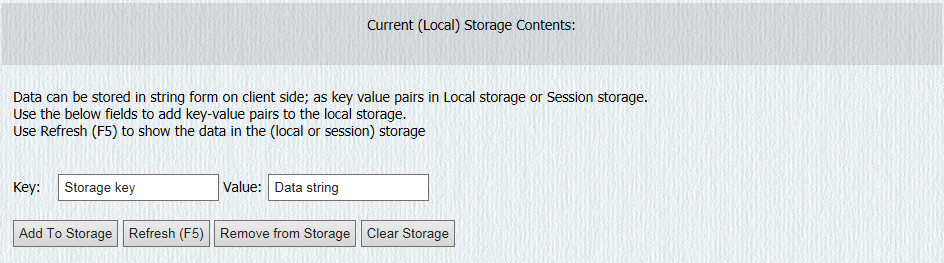 Current (Local) Storage Contents:
Data can be stored in string form on client side; as key value pairs in Local storage or Session storage.
Use the below fields to add key-value pairs to the local storage.
Use Refresh (F5) to show the data in the (local or session) storage
Key: Storage key Value: Data string
Add To Storage Refresh (F5) Remove from Storage Clear Storage